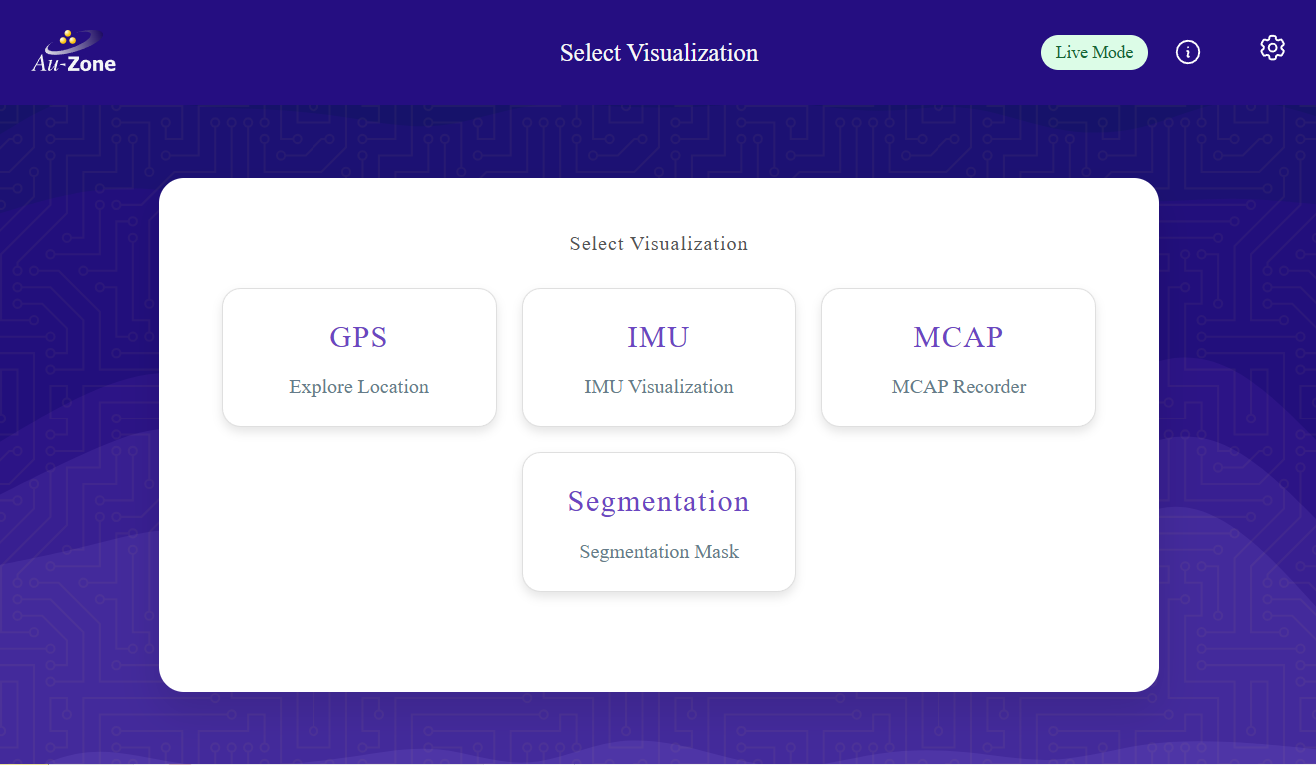 Au-Zone
Select Visualization
Live Mode
Select Visualization
GPS
Explore Location
IMU
IMU Visualization
MCAP
MCAP Recorder
Segmentation
Segmentation Mask